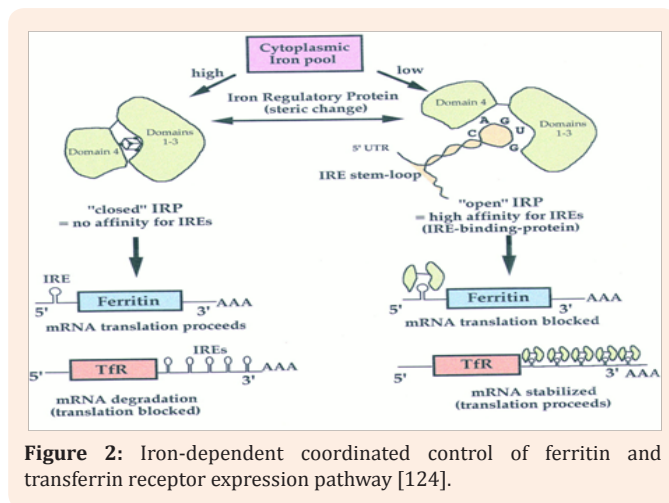 Cytoplasmic
Iron pool
high
low
Iron Regulatory Protein
(steric change)
Domain 4
Domains
1-3
Domain 4
Domains
1-3
C A G U G
5' UTR
IRE stem-loop
"closed" IRP
= no affinity for IREs
"open" IRP
= high affinity for IREs
(IRE-binding-protein)
IRE
Ferritin
5'
3'
AAA
mRNA translation proceeds
Ferritin
5'
3'
AAA
mRNA translation blocked
IREs
TfR
5'
3'
AAA
mRNA degradation
(translation blocked)
TfR
5'
3' AAA
mRNA stabilized
(translation proceeds)
Figure 2: Iron-dependent coordinated control of ferritin and
transferrin receptor expression pathway [124].